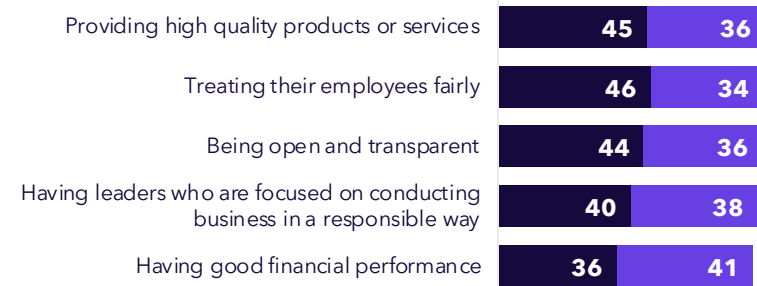 Providing high quality products or services 45 36
Treating their employees fairly 46 34
Being open and transparent 44 36
Having leaders who are focused on conducting
business in a responsible way 40 38
Having good financial performance 36 41